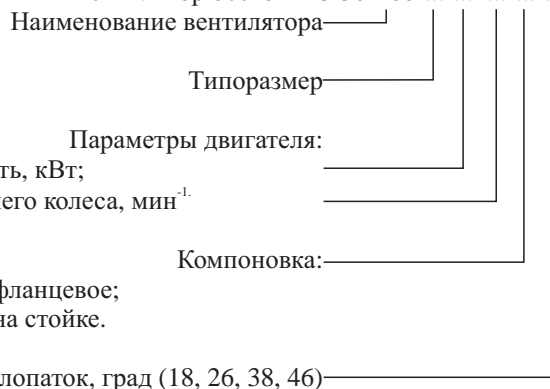 Наименование вентилятора
Типоразмер
Параметры двигателя:
ть, кВт;
его колеса, мин-1.
Компоновка:
фланцевое;
на стойке.
лопаток, град (18, 26, 38, 46)